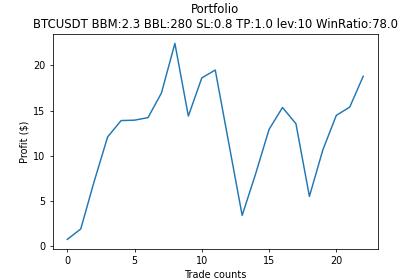 Portfolio
BTCUSDT BBM:2.3 BBL:280 SL:0.8 TP:1.0 lev:10 WinRatio:78.0
20
15
10
5
0
Profit ($)
0 5 10 15 20
Trade counts